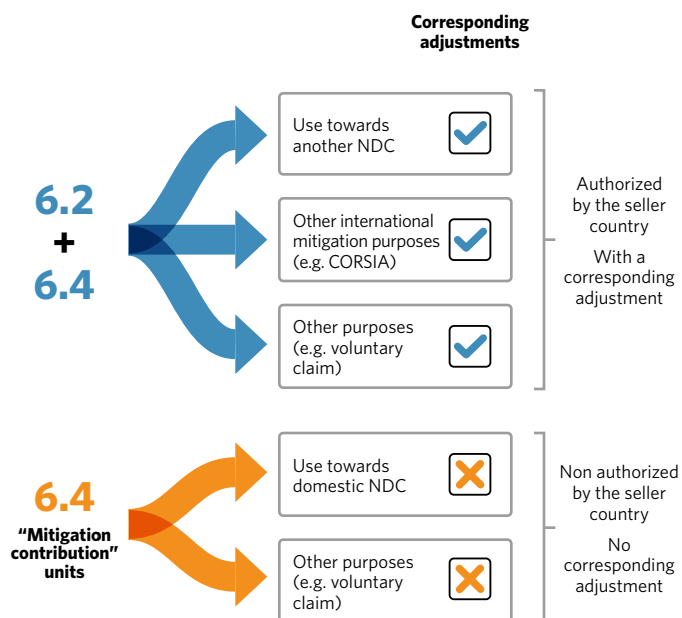 Corresponding
adjustments
6.2
+
6.4
Use towards
another NDC
Other international
mitigation purposes
(e.g. CORSIA)
Other purposes
(e.g. voluntary
claim)
Authorized
by the seller
country
With a
corresponding
adjustment
6.4
“Mitigation
contribution”
units
Use towards
domestic NDC
Other purposes
(e.g. voluntary
claim)
Non authorized
by the seller
country
No
corresponding
adjustment